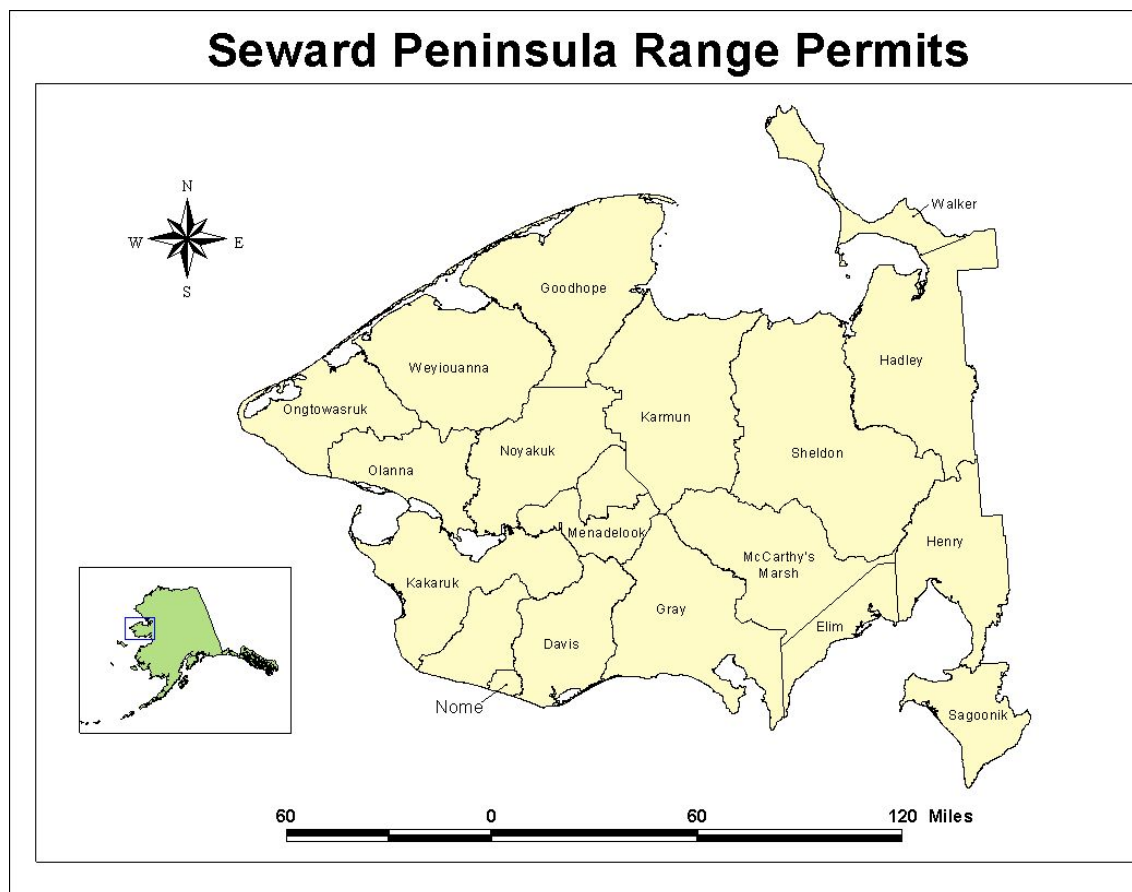 Seward Peninsula Range Permits
N
W
E
S
Walker
Goodhope
Hadley
Weyiouanna
Ongtowasruk
Karmun
Noyakuk
Sheldon
Olanna
Menadelook
Henry
McCarthy's
Marsh
Kakaruk
Gray
Elim
Davis
Nome
Sagoonik
60 0 60 120 Miles